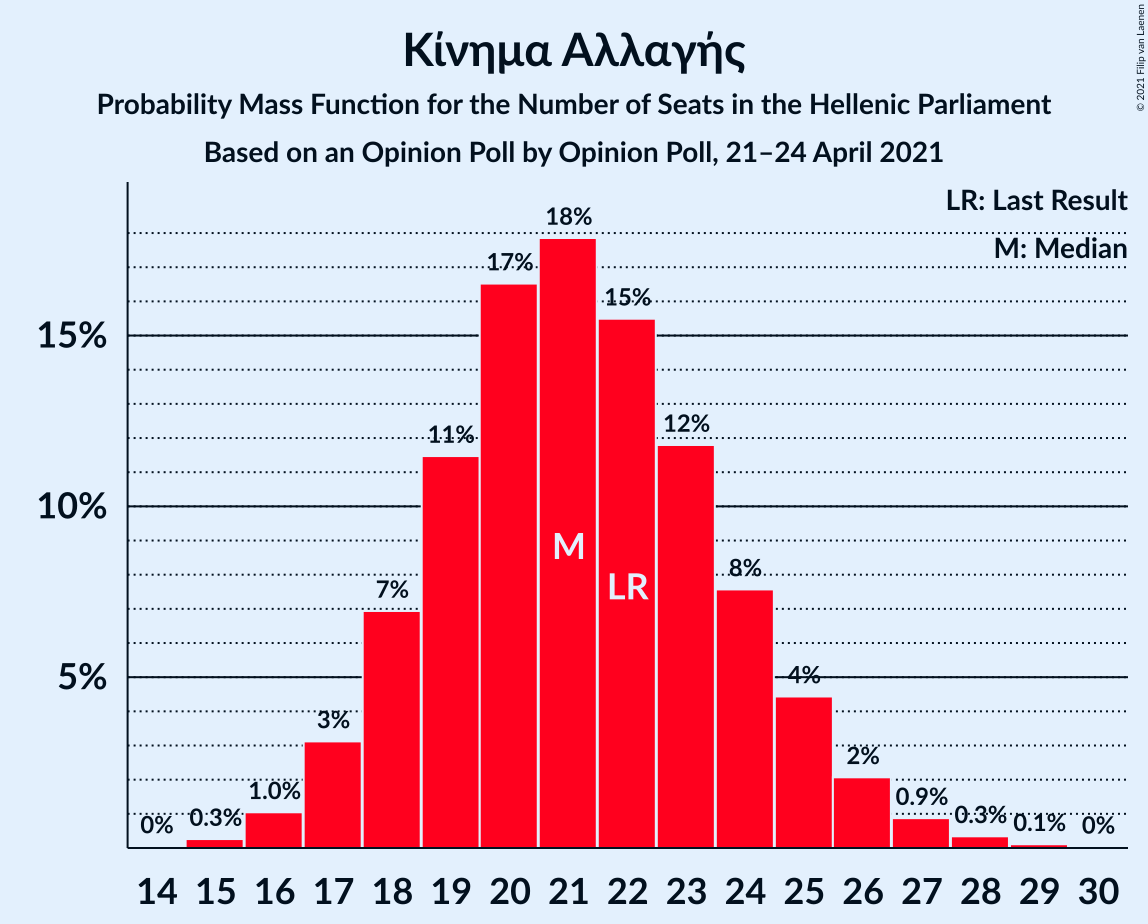 Κίνημα Αλλαγής
Probability Mass Function for the Number of Seats in the Hellenic Parliament
Based on an Opinion Poll by Opinion Poll, 21–24 April 2021
© 2021 Filip van Laenen
LR: Last Result
M: Median
18%
17%
15%
15%
12%
11%
10%
M
LR
8%
7%
5%
4%
3%
2%
1.0%
0.9%
0%
0.3%
0.3%
0.1%
0%
14 15 16 17 18 19 20 21 22 23 24 25 26 27 28 29 30